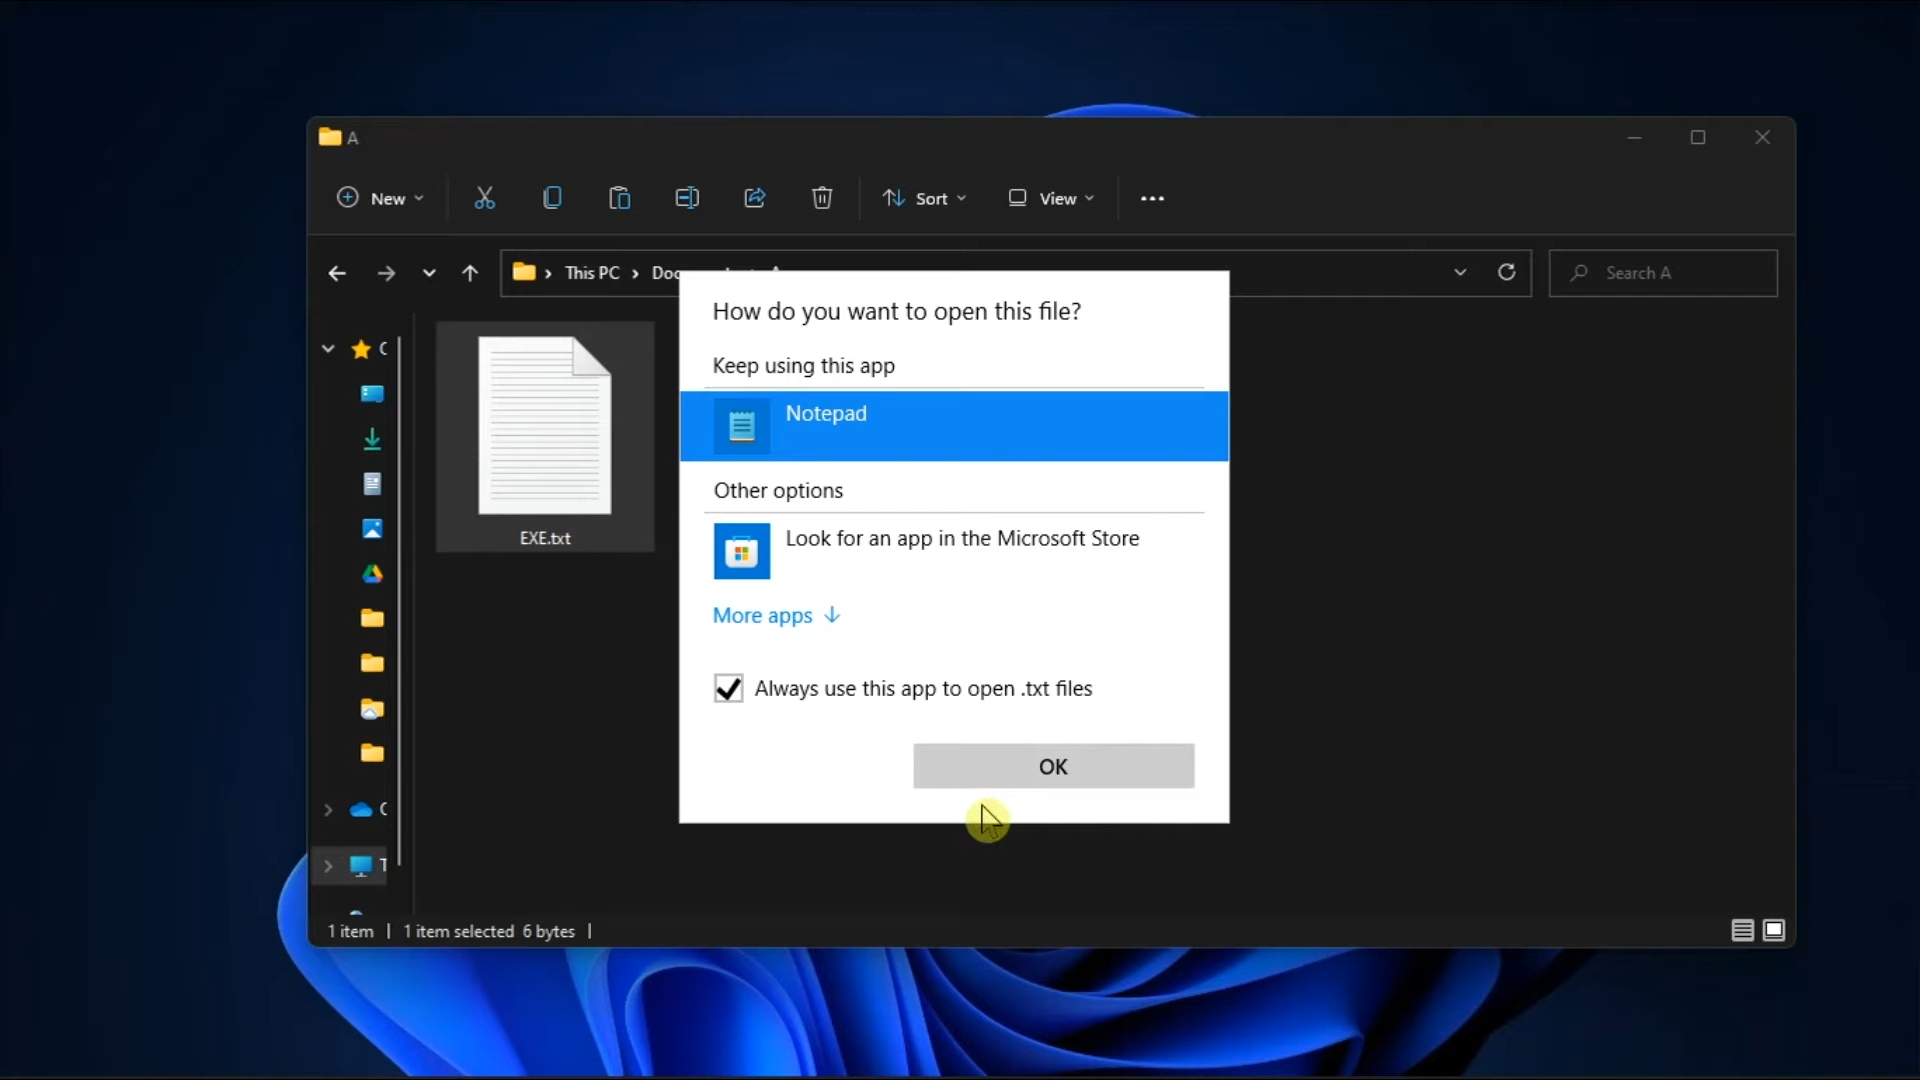 A
New
Sort
View
This PC
Search A
How do you want to open this file?
Keep using this app
Notepad
Other options
Look for an app in the Microsoft Store
More apps
Always use this app to open .txt files
OK
EXE.txt
1 item
1 item selected 6 bytes